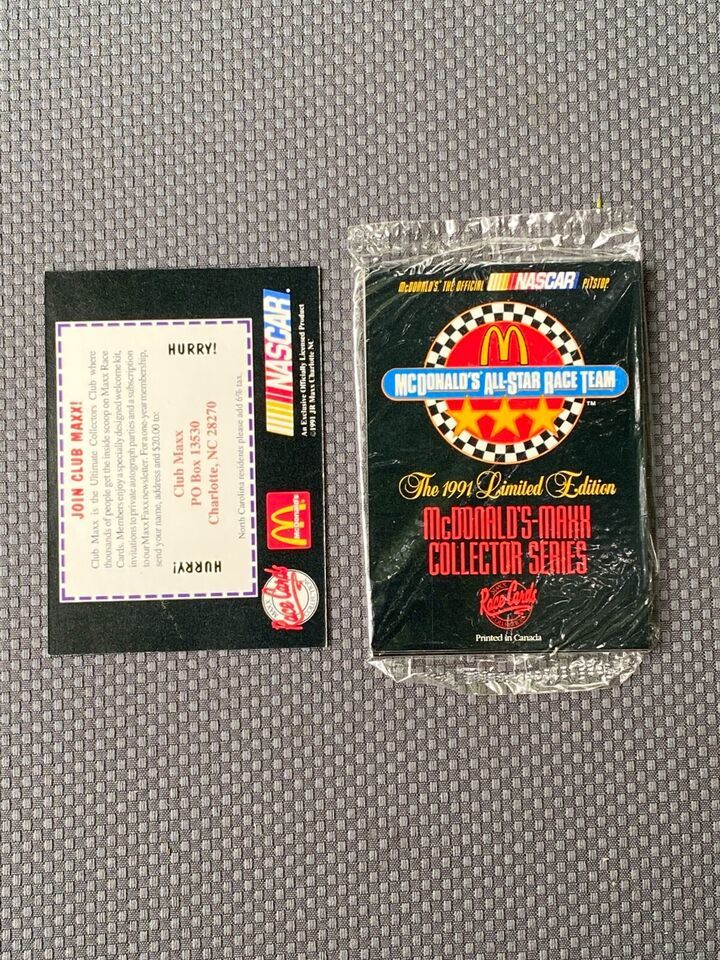 JOIN CLUB MAXX!
Club Maxx is the Ultimate Collectors Club where
thousands of people get the inside scoop on Maxx Race
Cards. Members enjoy a specially designed welcome kit,
invitations to private autograph parties and a subscription
to our Maxx Faxx newsletter. For a one-year membership,
send your name, address and $20.00 to:
HURRY!
Club Maxx
PO Box 13530
Charlotte, NC 28270
HURRY!
North Carolina residents please add 6% tax.
Race Cards
McDonald's
NASCAR
An Exclusive Officially Licensed Product
©1991 JR Maxx Charlotte NC
McDONALD'S, THE OFFICIAL NASCAR PITSTOP
McDONALD'S ALL-STAR RACE TEAM
TM
The 1991 Limited Edition
McDONALD'S-MAXX
COLLECTOR SERIES
MAXX
Race Cards
Printed in Canada